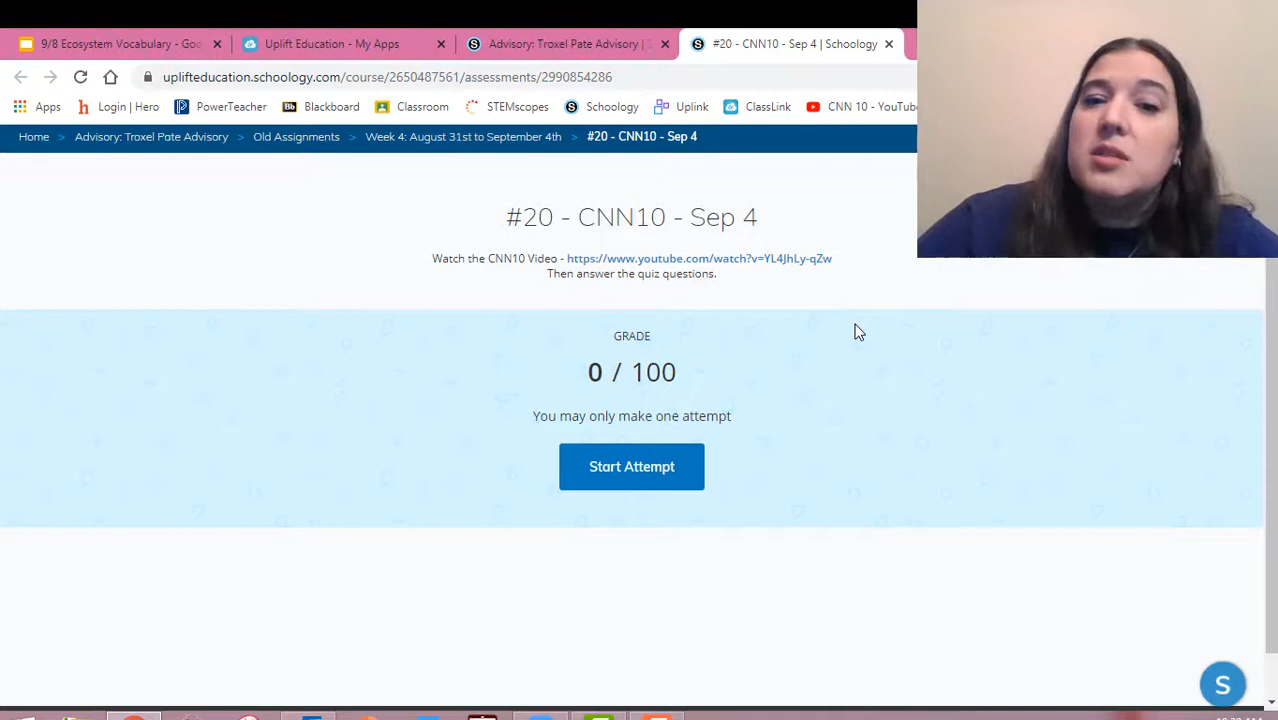 9/8 Ecosystem Vocabulary - Goo
Uplift Education - My Apps
Advisory: Troxel Pate Advisory |
#20 - CNN10 - Sep 4 | Schoology
uplifteducation.schoology.com/course/2650487561/assessments/2990854286
Apps
Login | Hero
PowerTeacher
Blackboard
Classroom
STEMscopes
Schoology
Uplink
ClassLink
CNN 10 - YouTube
Home > Advisory: Troxel Pate Advisory > Old Assignments > Week 4: August 31st to September 4th > #20 - CNN10 - Sep 4
#20 - CNN10 - Sep 4
Watch the CNN10 Video - https://www.youtube.com/watch?v=YL4JhLy-qZw
Then answer the quiz questions.
GRADE
0 / 100
You may only make one attempt
Start Attempt
S